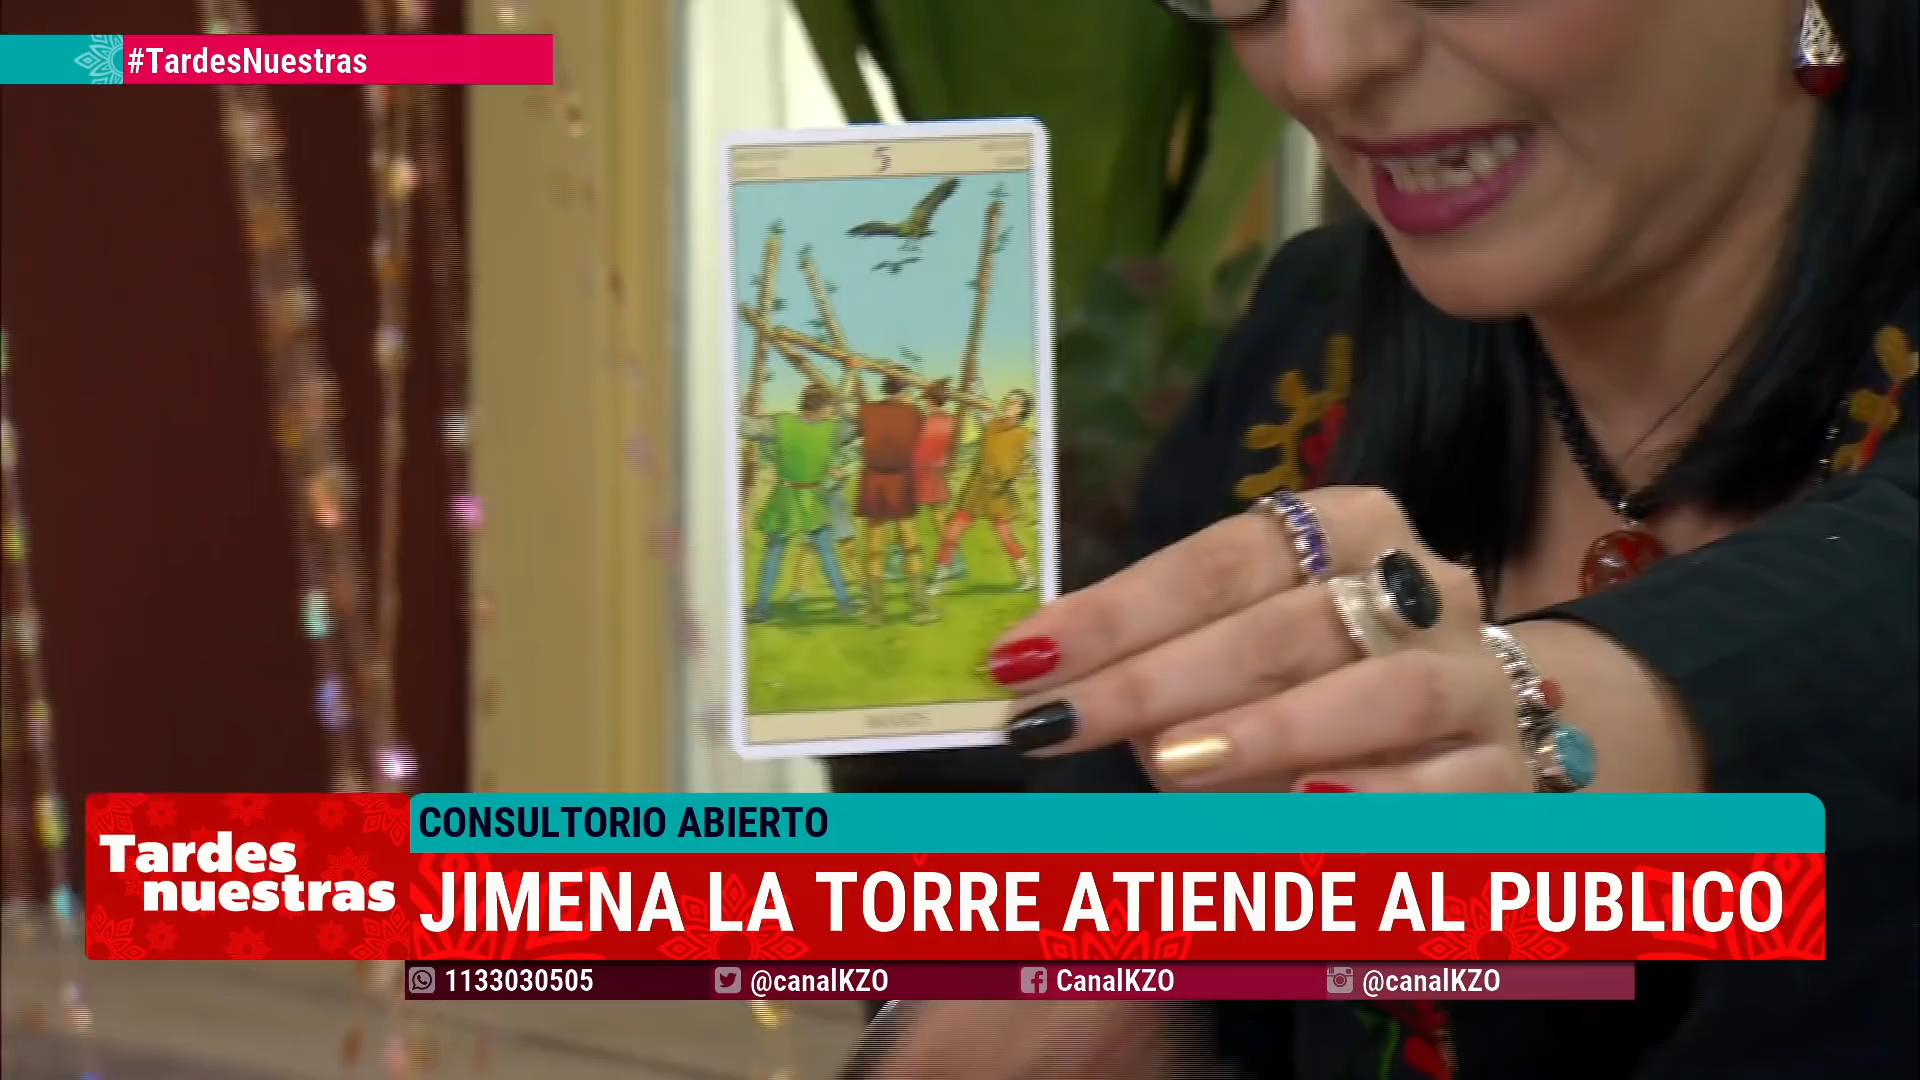 #TardesNuestras
5
CONSULTORIO ABIERTO
Tardes
nuestras
JIMENA LA TORRE ATIENDE AL PUBLICO
1133030505
@canalKZO
CanalKZO
@canalKZO